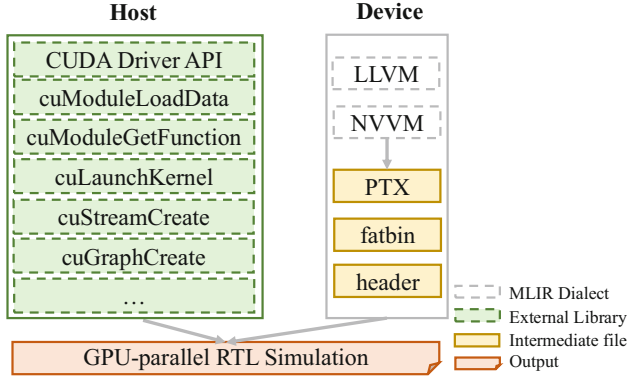 Host
CUDA Driver API
cuModuleLoadData
cuModuleGetFunction
cuLaunchKernel
cuStreamCreate
cuGraphCreate
...
Device
LLVM
NVVM
PTX
fatbin
header
GPU-parallel RTL Simulation
MLIR Dialect
External Library
Intermediate file
Output